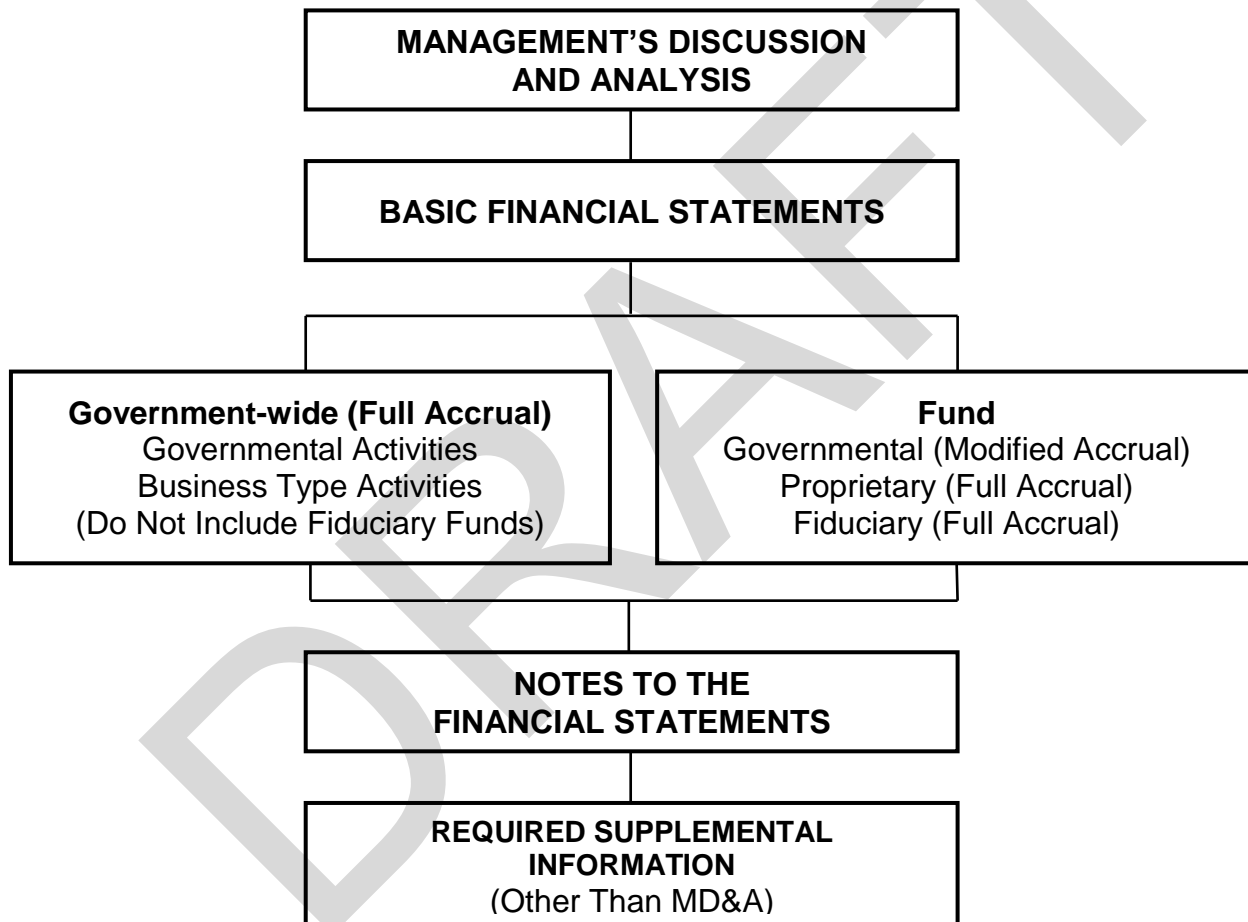 MANAGEMENT’S DISCUSSION
AND ANALYSIS
BASIC FINANCIAL STATEMENTS
Government-wide (Full Accrual)
Governmental Activities
Business Type Activities
(Do Not Include Fiduciary Funds)
Fund
Governmental (Modified Accrual)
Proprietary (Full Accrual)
Fiduciary (Full Accrual)
NOTES TO THE
FINANCIAL STATEMENTS
REQUIRED SUPPLEMENTAL
INFORMATION
(Other Than MD&A)
DRAFT